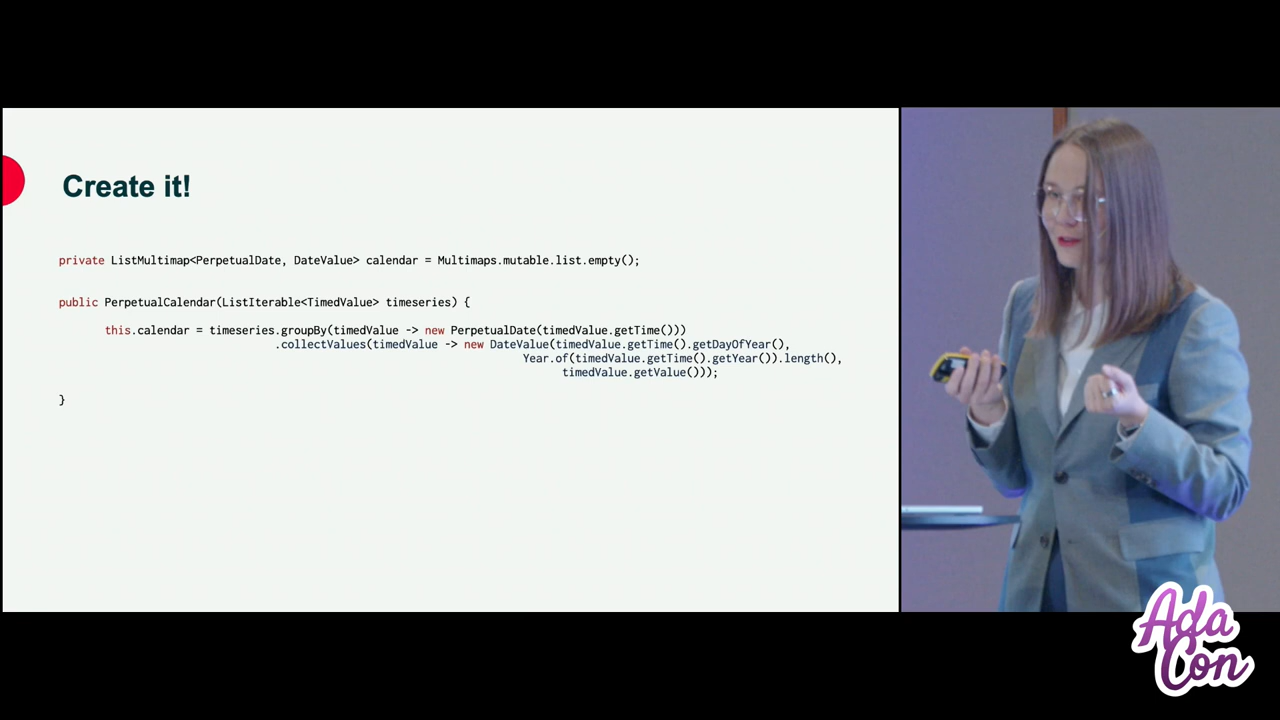 Create it!
private ListMultimap<PerpetualDate, DateValue> calendar = Multimaps.mutable.list.empty();
public PerpetualCalendar(ListIterable<TimedValue> timeseries) {
this.calendar = timeseries.groupBy(timedValue -> new PerpetualDate(timedValue.getTime()))
.collectValues(timedValue -> new DateValue(timedValue.getTime().getDayOfYear(),
Year.of(timedValue.getTime().getYear()).length(),
timedValue.getValue()));
}
Ada
Con